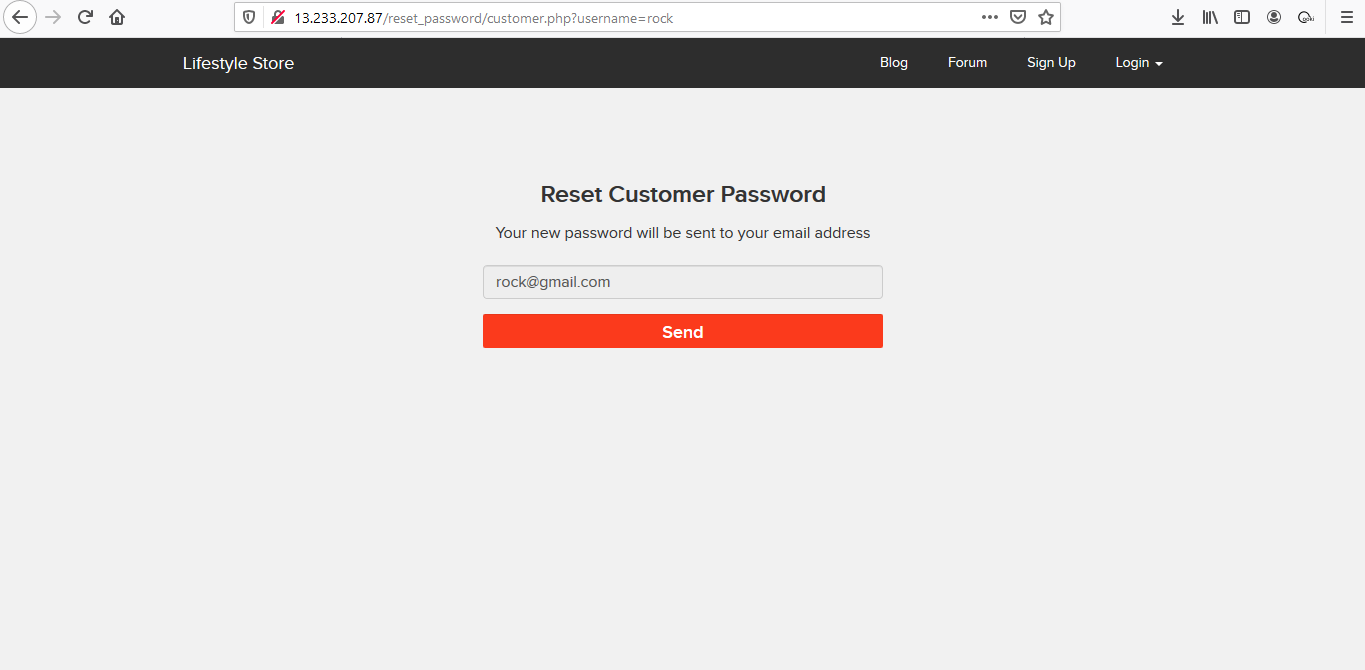 13.233.207.87/reset_password/customer.php?username=rock
Lifestyle Store Blog Forum Sign Up Login
Reset Customer Password
Your new password will be sent to your email address
rock@gmail.com
Send